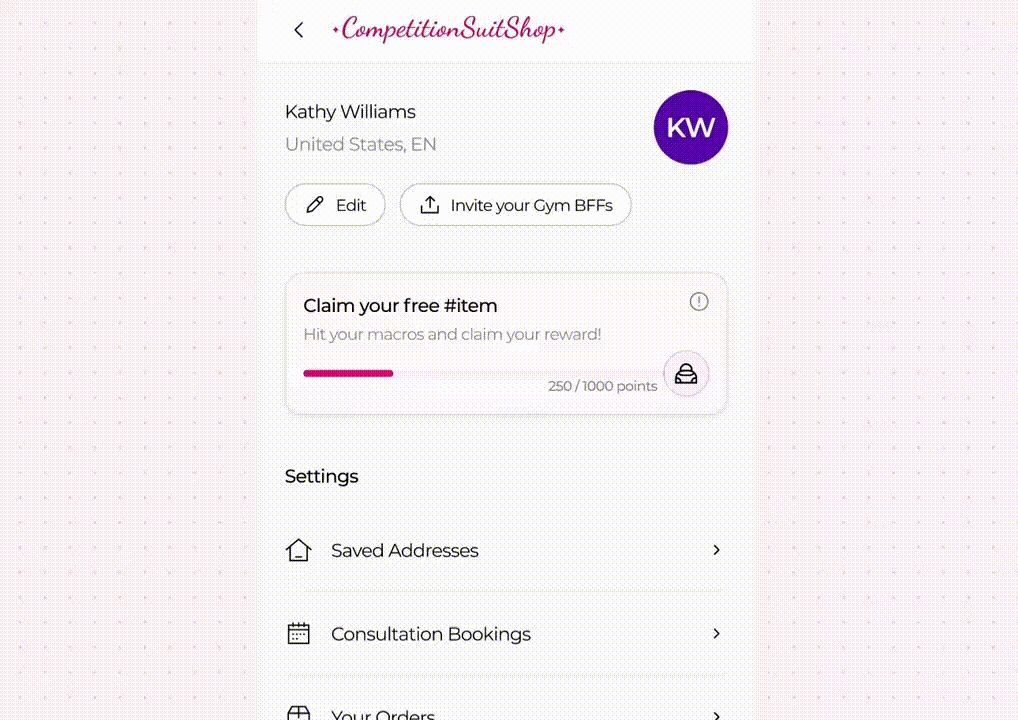 CompetitionSuitShop
Kathy Williams
United States, EN
KW
Edit
Invite your Gym BFFs
Claim your free #item
Hit your macros and claim your reward!
250 / 1000 points
Settings
Saved Addresses
Consultation Bookings
Your Orders